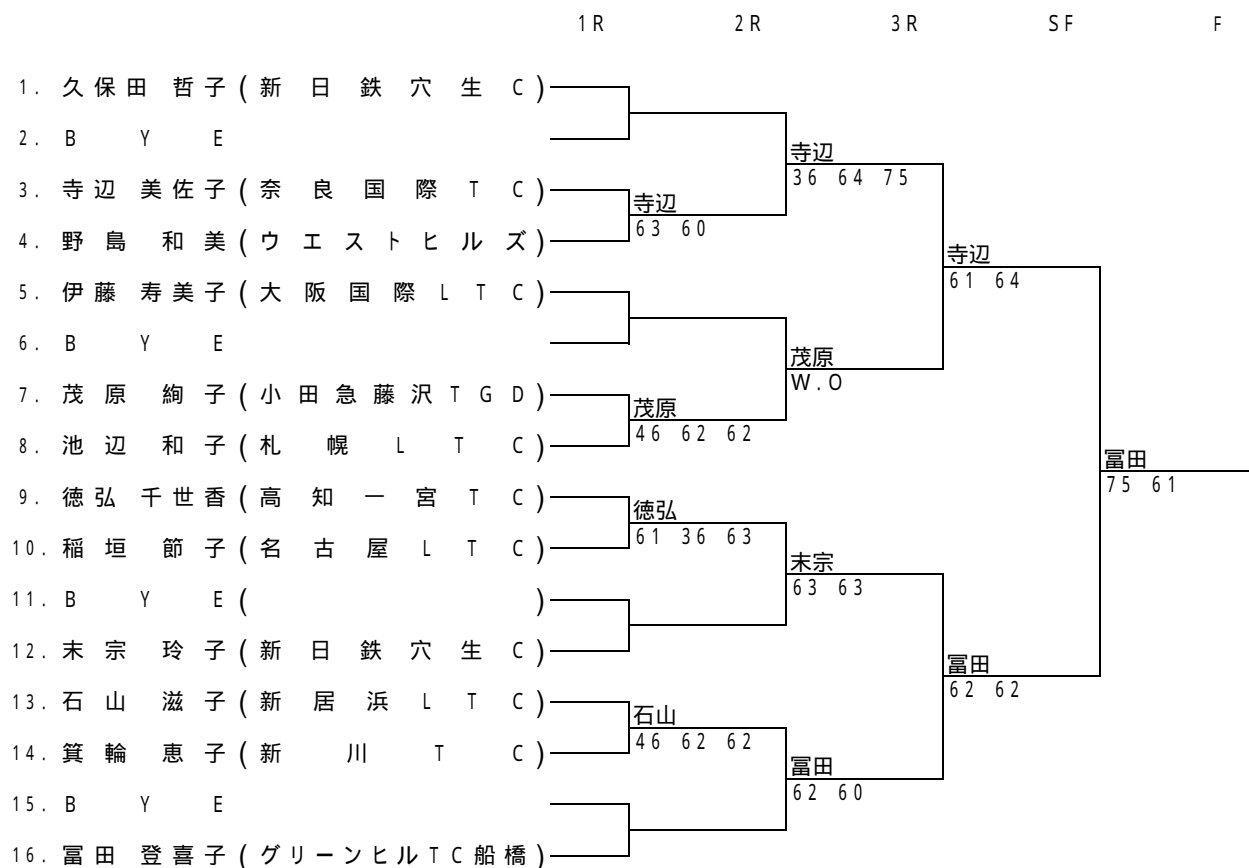 1R 2R 3R SF F
1. 久保田 哲子 (新日鉄穴生C)
2. BYE
寺辺
3. 寺辺 美佐子 (奈良国際TC)
36 64 75
寺辺
4. 野島 和美 (ウエストヒルズ)
63 60
寺辺
5. 伊藤 寿美子 (大阪国際LTC)
61 64
6. BYE
茂原
W.O
7. 茂原 絢子 (小田急藤沢TGD)
茂原
8. 池辺 和子 (札幌LTC)
46 62 62
冨田
75 61
9. 徳弘 千世香 (高知一宮TC)
徳弘
10. 稲垣 節子 (名古屋LTC)
61 36 63
末宗
63 63
11. BYE ( )
12. 末宗 玲子 (新日鉄穴生C)
冨田
62 62
13. 石山 滋子 (新居浜LTC)
石山
14. 箕輪 恵子 (新川TC)
46 62 62
冨田
62 60
15. BYE
16. 冨田 登喜子 (グリーンヒルTC船橋)